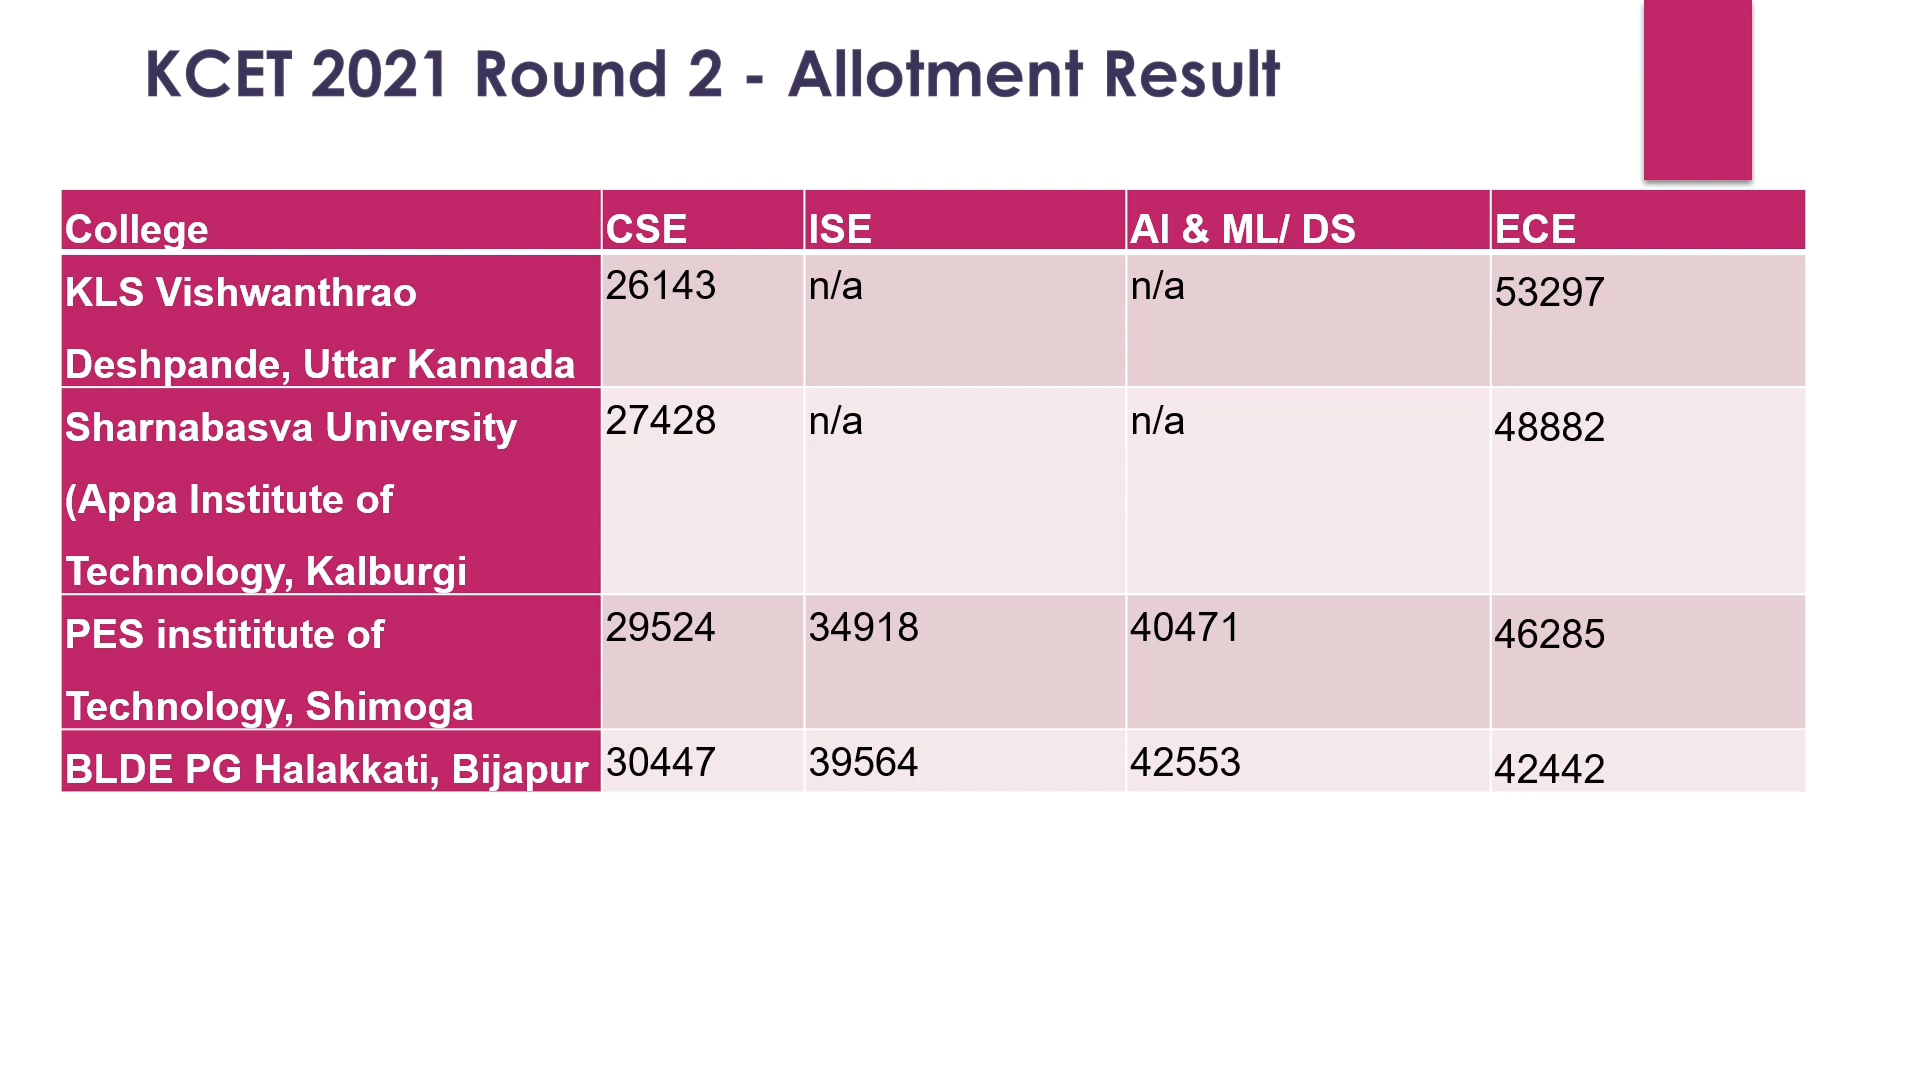 KCET 2021 Round 2 - Allotment Result
College CSE ISE AI & ML/ DS ECE
KLS Vishwanthrao 26143 n/a n/a 53297
Deshpande, Uttar Kannada
Sharnabasva University 27428 n/a n/a 48882
(Appa Institute of
Technology, Kalburgi
PES instititute of 29524 34918 40471 46285
Technology, Shimoga
BLDE PG Halakkati, Bijapur 30447 39564 42553 42442